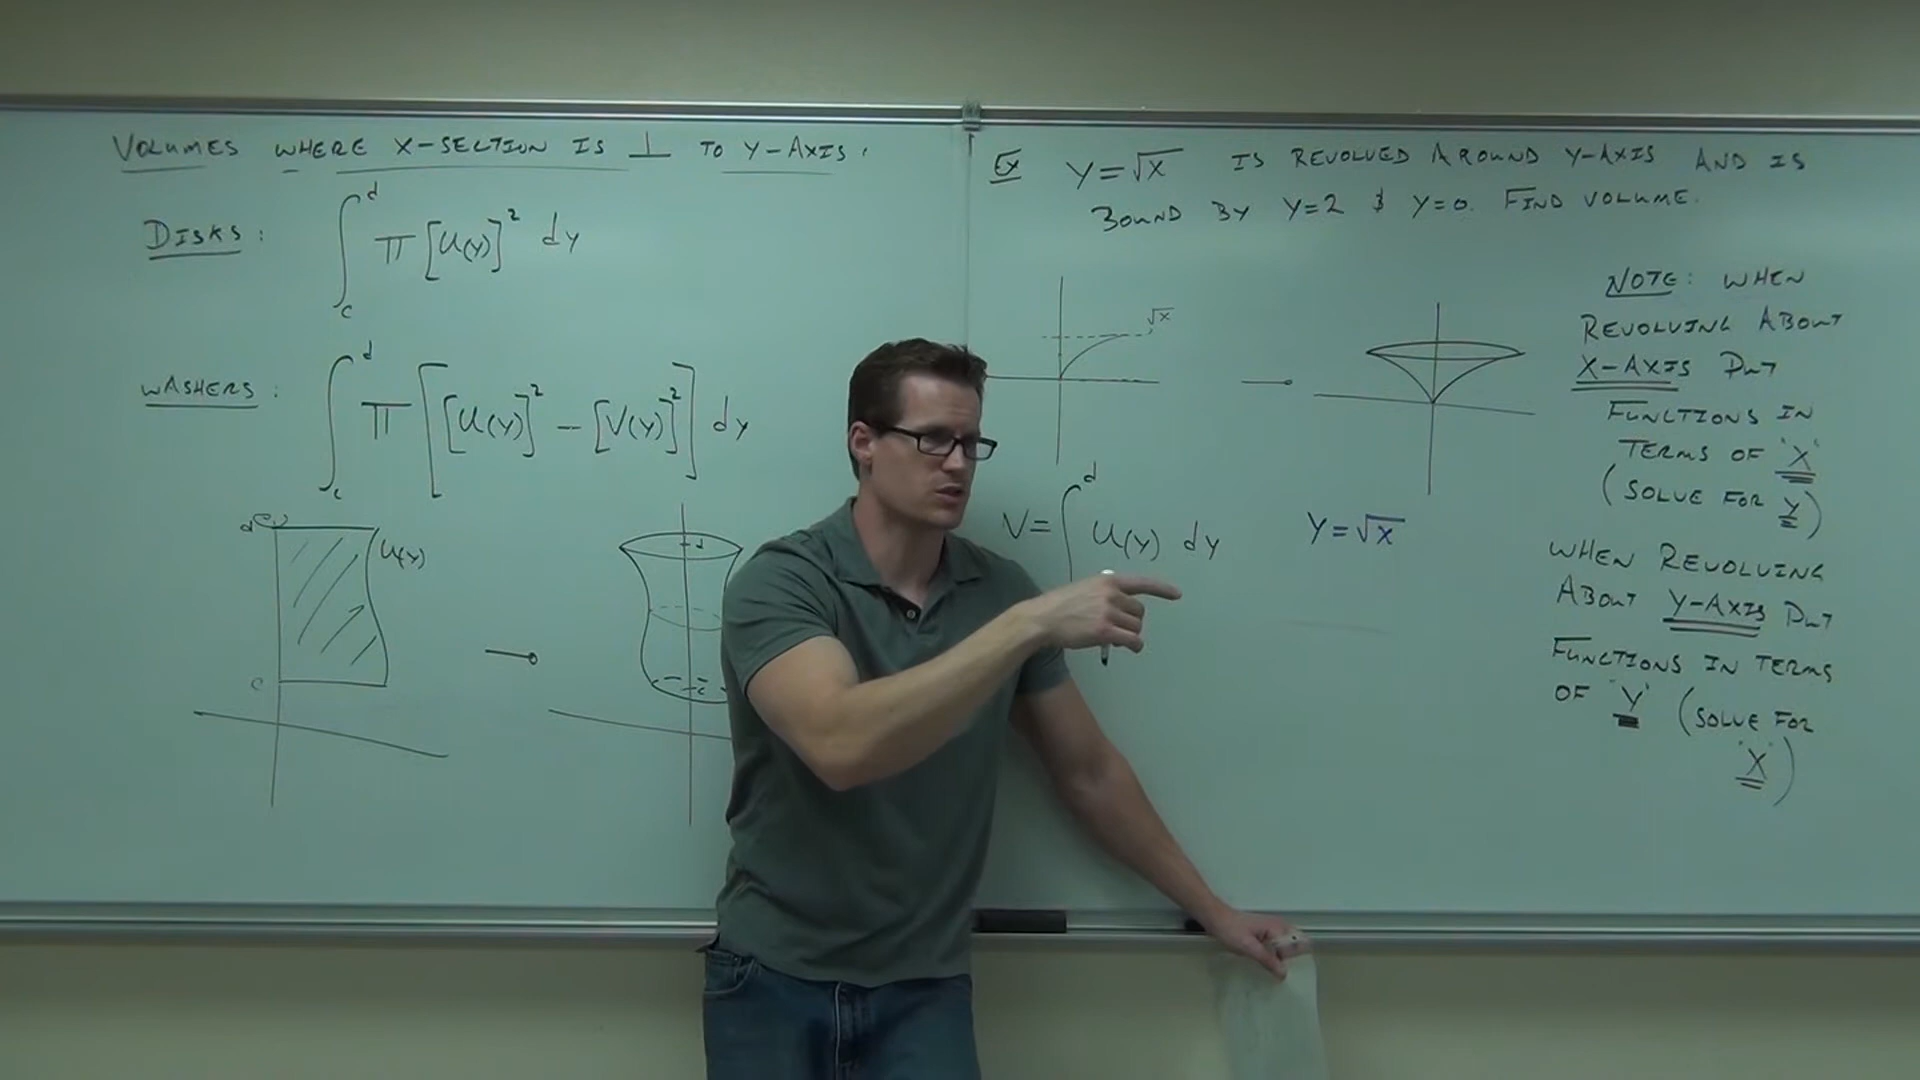 VOLUMES WHERE X-SECTION IS ⊥ TO Y-AXIS.
DISKS: ∫_c^d π [U(Y)]² dy
WASHERS: ∫_c^d π [[U(Y)]² - [V(Y)]²] dy
d
U(Y)
c
d
c
EX Y=√X IS REVOLVED AROUND Y-AXIS AND IS
BOUND BY Y=2 & Y=0. FIND VOLUME.
√X
V= ∫^d U(Y) dy
Y=√X
NOTE: WHEN
REVOLVING ABOUT
X-AXIS PUT
FUNCTIONS IN
TERMS OF 'X'
(SOLVE FOR Y)
WHEN REVOLVING
ABOUT Y-AXIS PUT
FUNCTIONS IN TERMS
OF 'Y' (SOLVE FOR
'X')